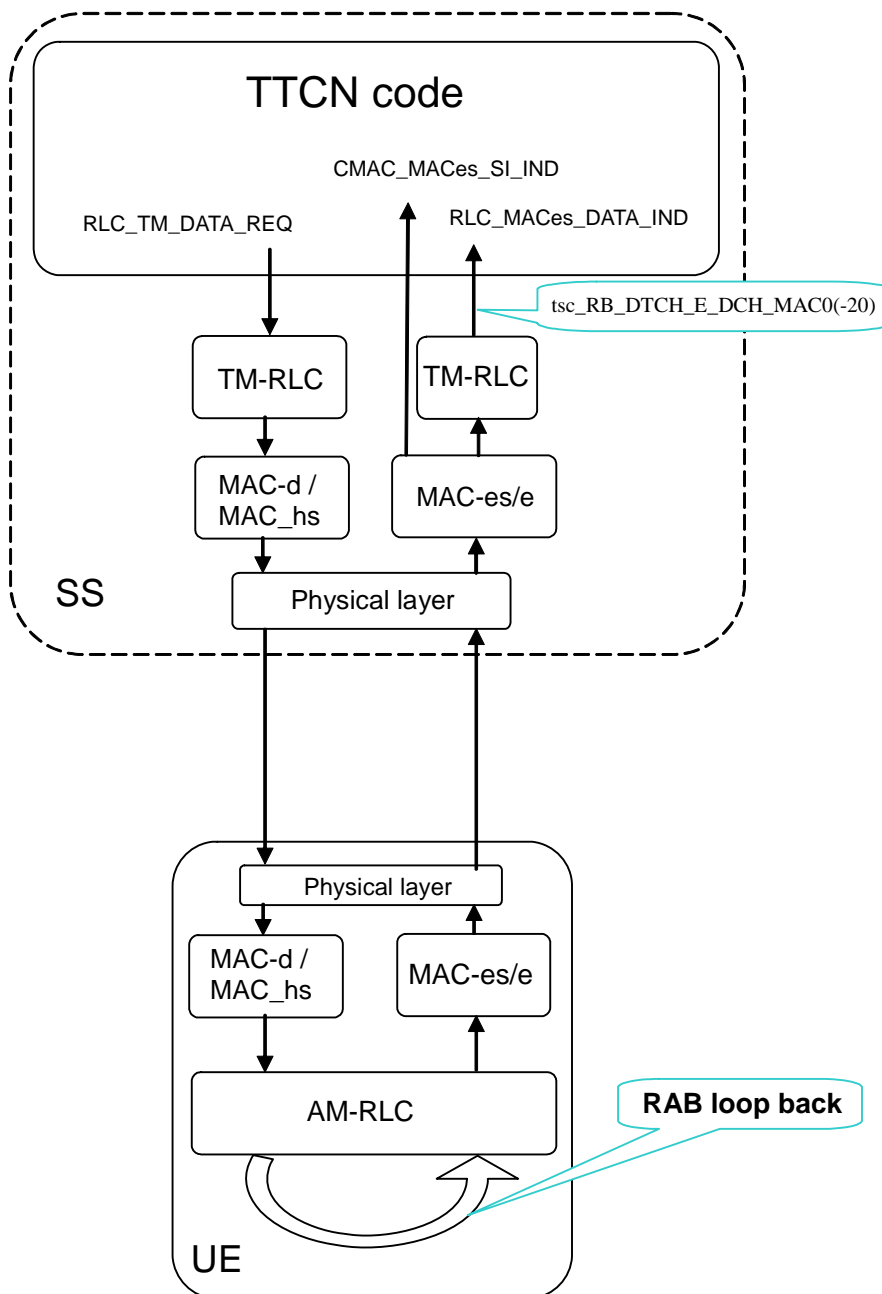 TTCN code
CMAC_MACes_SI_IND
RLC_TM_DATA_REQ
RLC_MACes_DATA_IND
tsc_RB_DTCH_E_DCH_MAC0(-20)
TM-RLC
TM-RLC
MAC-d /
MAC_hs
MAC-es/e
SS
Physical layer
Physical layer
MAC-d /
MAC_hs
MAC-es/e
AM-RLC
RAB loop back
UE